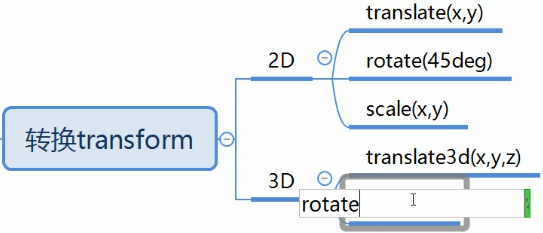 translate(x,y)
2D
rotate(45deg)
scale(x,y)
转换transform
translate3d(x,y,z)
3D
rotate